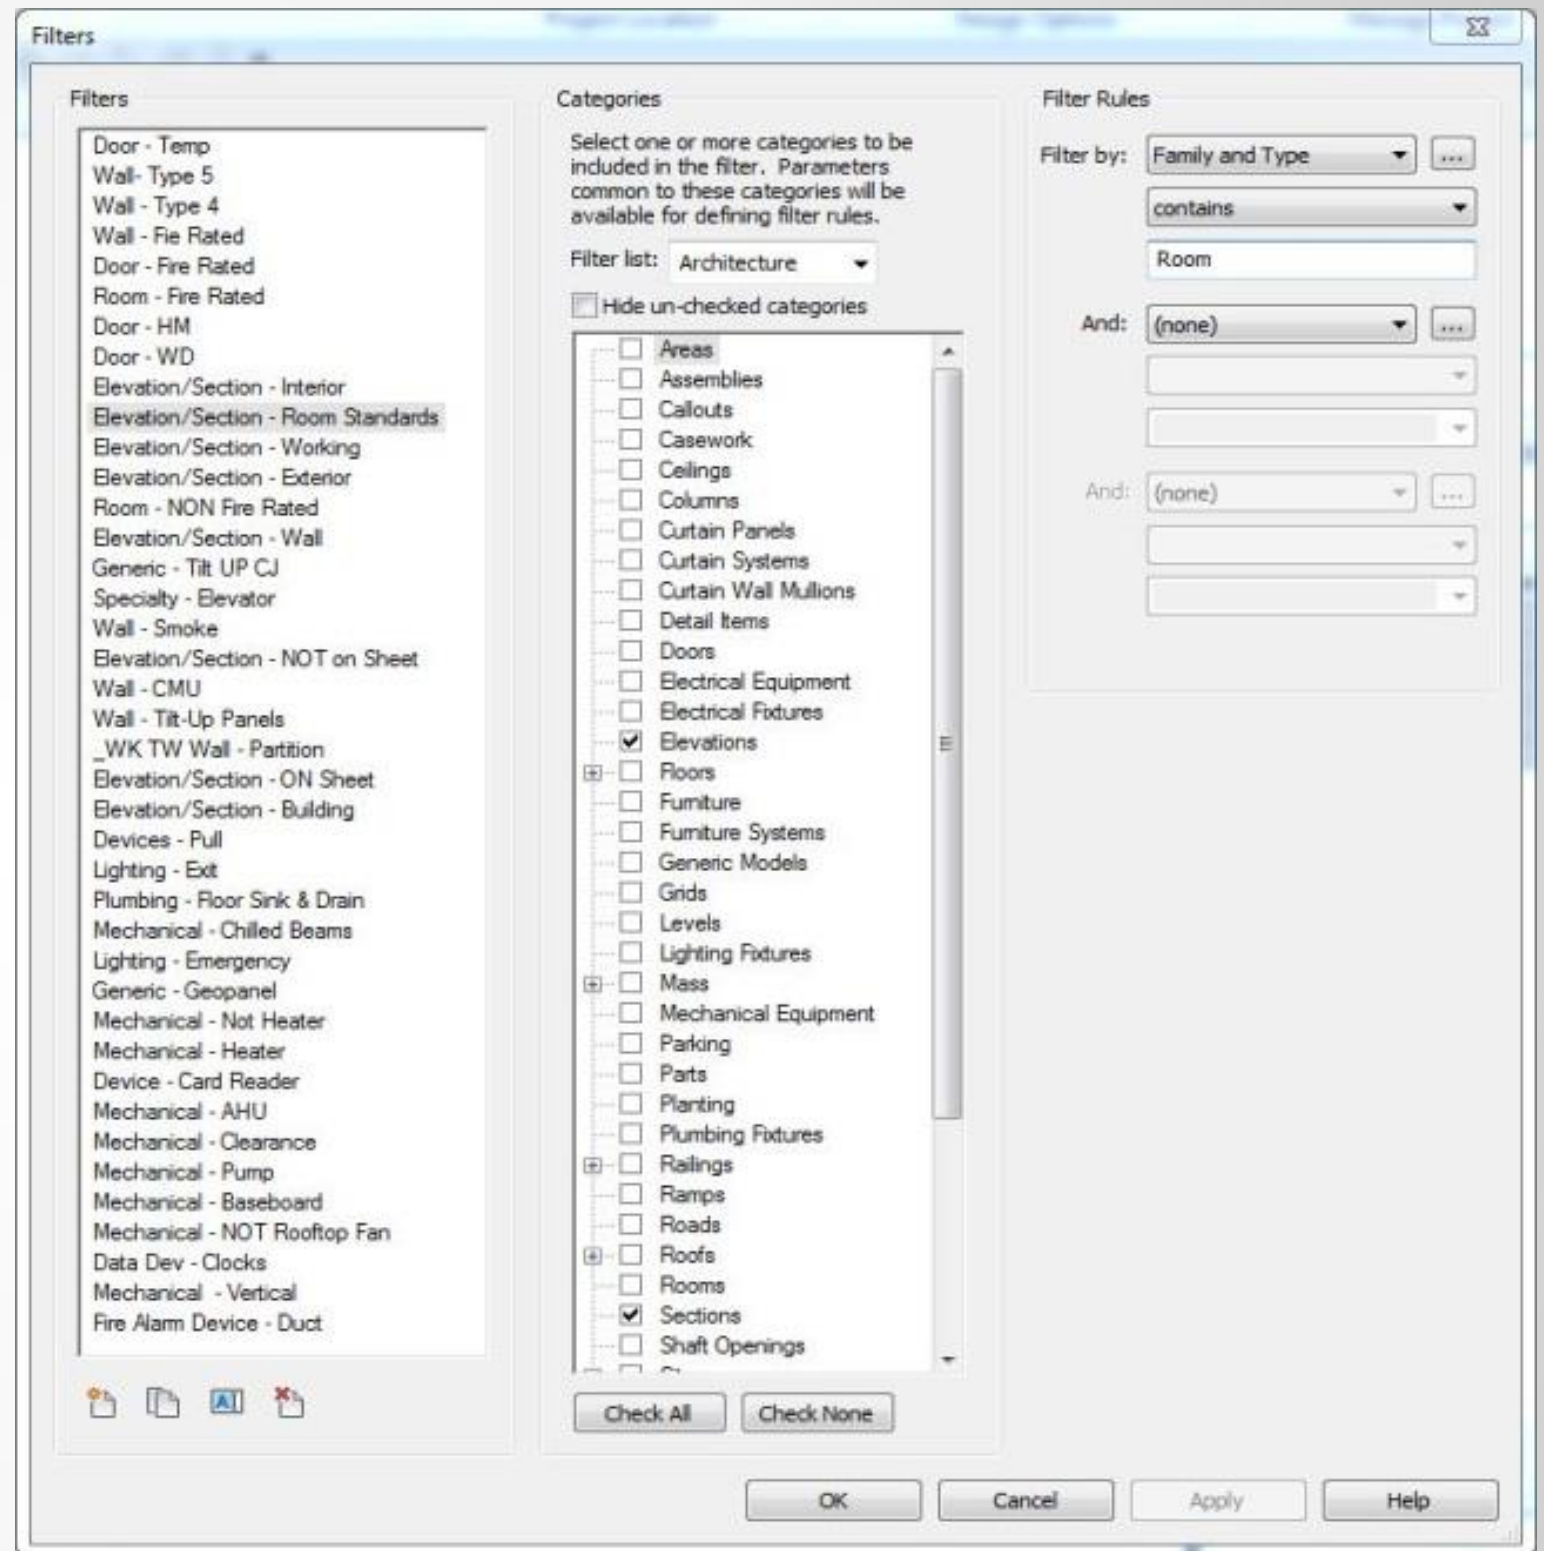 Project Location
Design Options
Filters
Filters
Door - Temp
Wall- Type 5
Wall - Type 4
Wall - Fie Rated
Door - Fire Rated
Room - Fire Rated
Door - HM
Door - WD
Elevation/Section - Interior
Elevation/Section - Room Standards
Elevation/Section - Working
Elevation/Section - Exterior
Room - NON Fire Rated
Elevation/Section - Wall
Generic - Tilt UP CJ
Specialty - Elevator
Wall - Smoke
Elevation/Section - NOT on Sheet
Wall - CMU
Wall - Tilt-Up Panels
_WK TW Wall - Partition
Elevation/Section - ON Sheet
Elevation/Section - Building
Devices - Pull
Lighting - Exit
Plumbing - Floor Sink & Drain
Mechanical - Chilled Beams
Lighting - Emergency
Generic - Geopanel
Mechanical - Not Heater
Mechanical - Heater
Device - Card Reader
Mechanical - AHU
Mechanical - Clearance
Mechanical - Pump
Mechanical - Baseboard
Mechanical - NOT Rooftop Fan
Data Dev - Clocks
Mechanical - Vertical
Fire Alarm Device - Duct
Categories
Select one or more categories to be
included in the filter. Parameters
common to these categories will be
available for defining filter rules.
Filter list: Architecture
Hide un-checked categories
Areas
Assemblies
Callouts
Casework
Ceilings
Columns
Curtain Panels
Curtain Systems
Curtain Wall Mullions
Detail Items
Doors
Electrical Equipment
Electrical Fixtures
Elevations
Floors
Furniture
Furniture Systems
Generic Models
Grids
Levels
Lighting Fixtures
Mass
Mechanical Equipment
Parking
Parts
Planting
Plumbing Fixtures
Railings
Ramps
Roads
Roofs
Rooms
Sections
Shaft Openings
Check All
Check None
Filter Rules
Filter by: Family and Type ...
contains
Room
And: (none) ...
And: (none) ...
OK
Cancel
Apply
Help